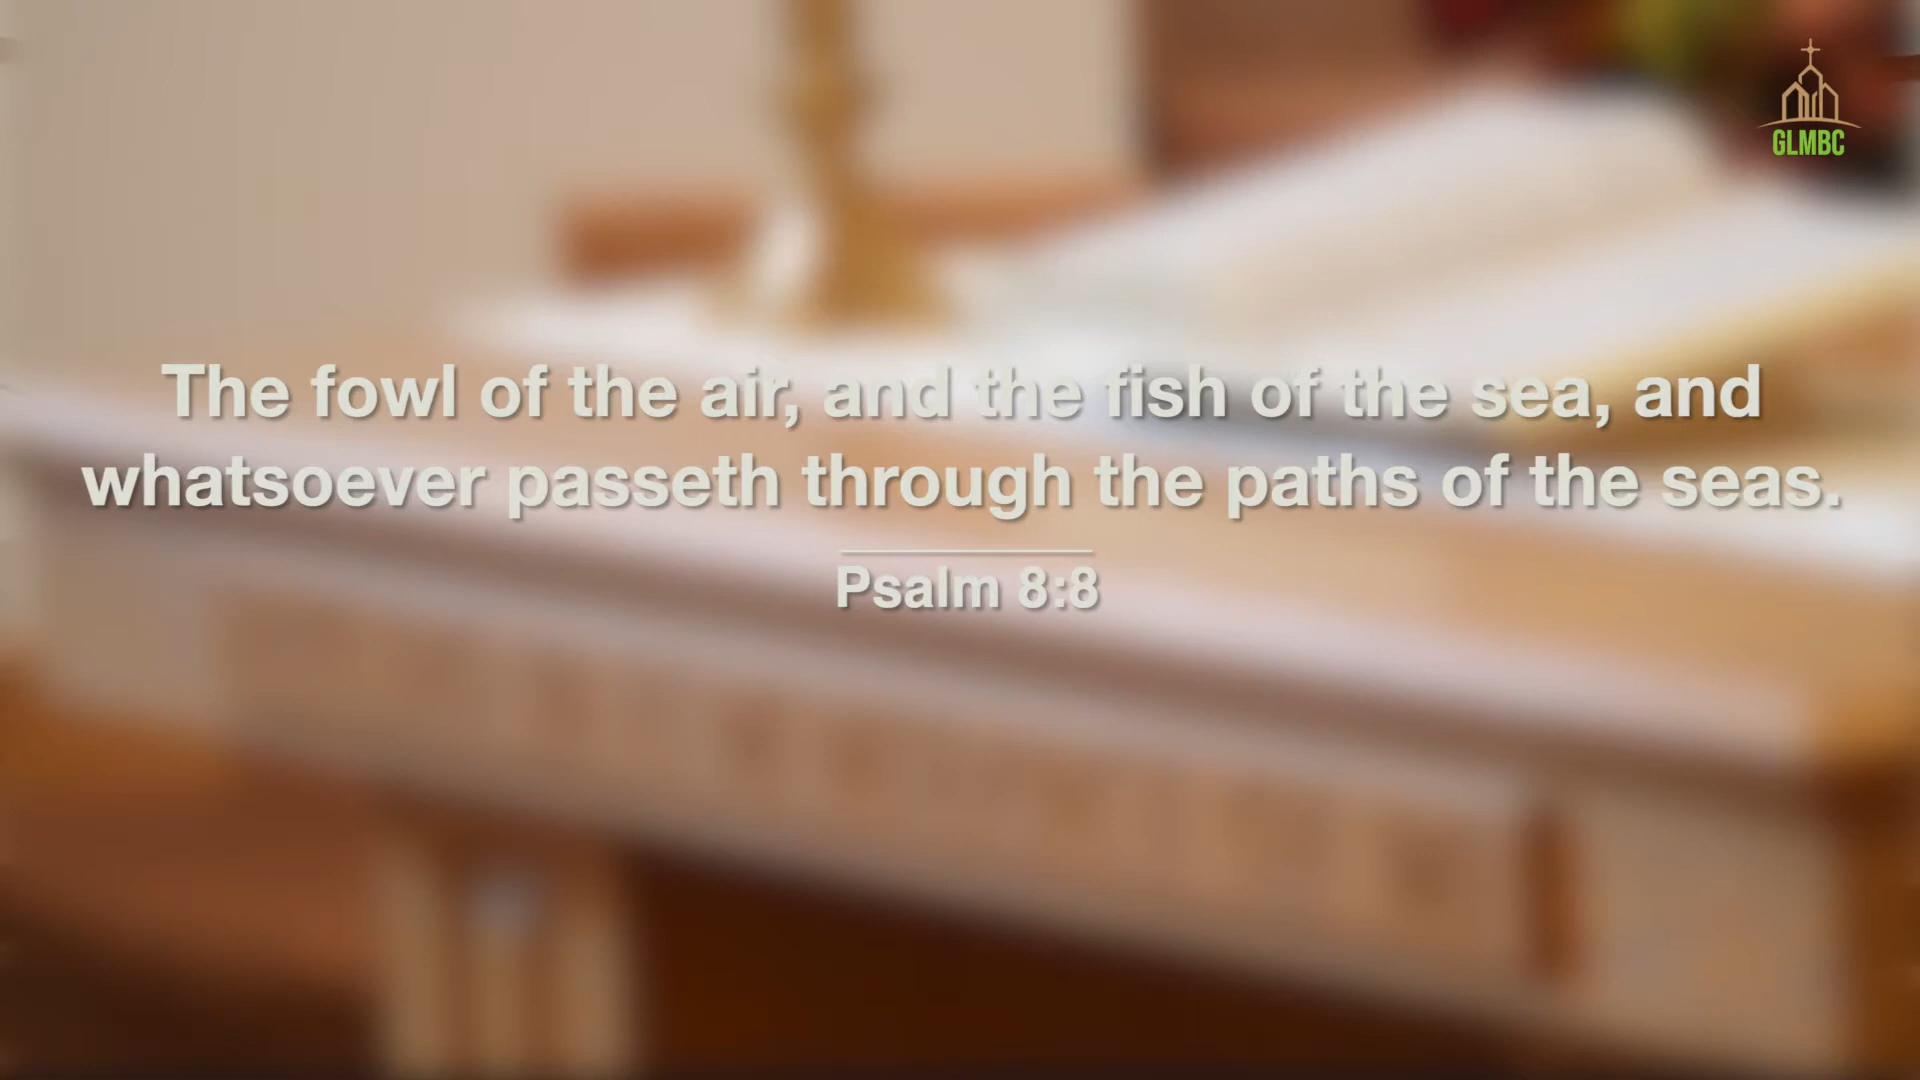 GLMBC
The fowl of the air, and the fish of the sea, and
whatsoever passeth through the paths of the seas.
Psalm 8:8